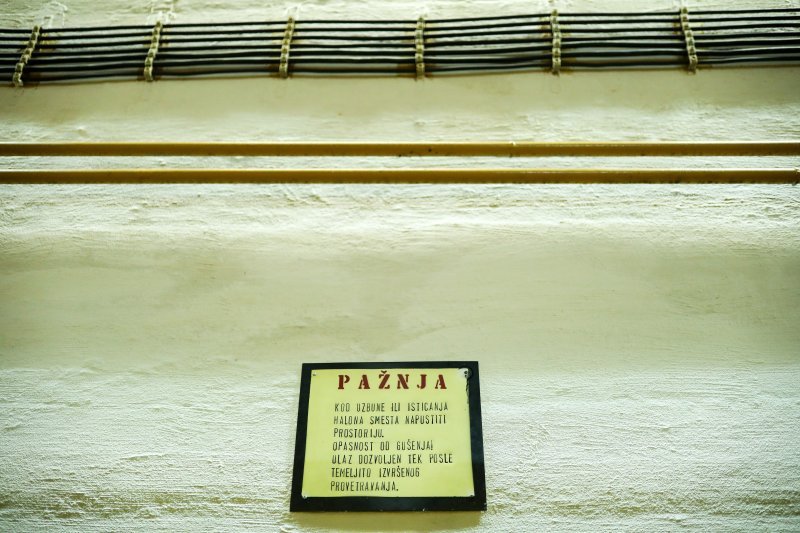 PAŽNJA
KOD UZBUNE ILI ISTICANJA
HALONA SMESTA NAPUSTITI
PROSTORIJU.
OPASNOST OD GUŠENJA!
ULAZ DOZVOLJEN TEK POSLE
TEMELJITO IZVRŠENOG
PROVETRAVANJA.